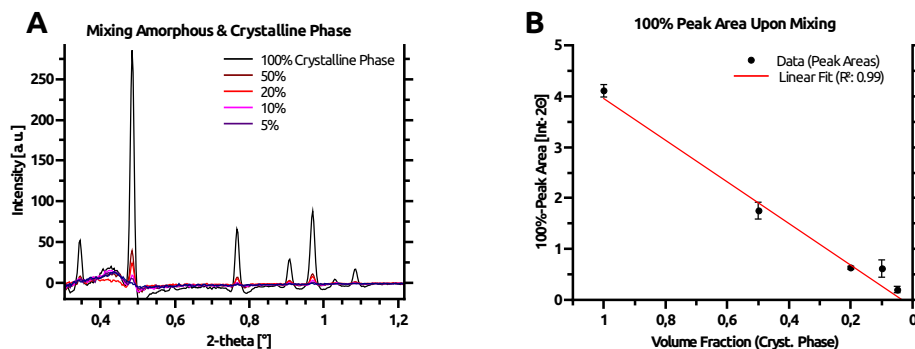 A
Mixing Amorphous & Crystalline Phase
100% Crystalline Phase
50%
20%
10%
5%
Intensity [a.u.]
250
200
150
100
50
0
0,4
0,6
0,8
1
1,2
2-theta [°]
B
100% Peak Area Upon Mixing
Data (Peak Areas)
Linear Fit (R²: 0.99)
100%-Peak Area [Int·2Θ]
5
4
3
2
1
0
1
0,8
0,6
0,4
0,2
0
Volume Fraction (Cryst. Phase)